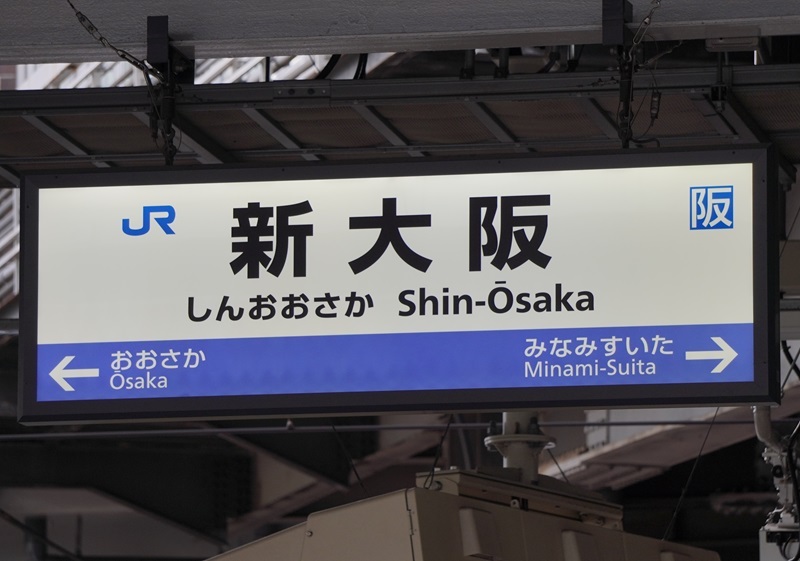 JR 新大阪 阪
しんおおさか Shin-Ōsaka
← おおさか
Ōsaka
みなみすいた →
Minami-Suita